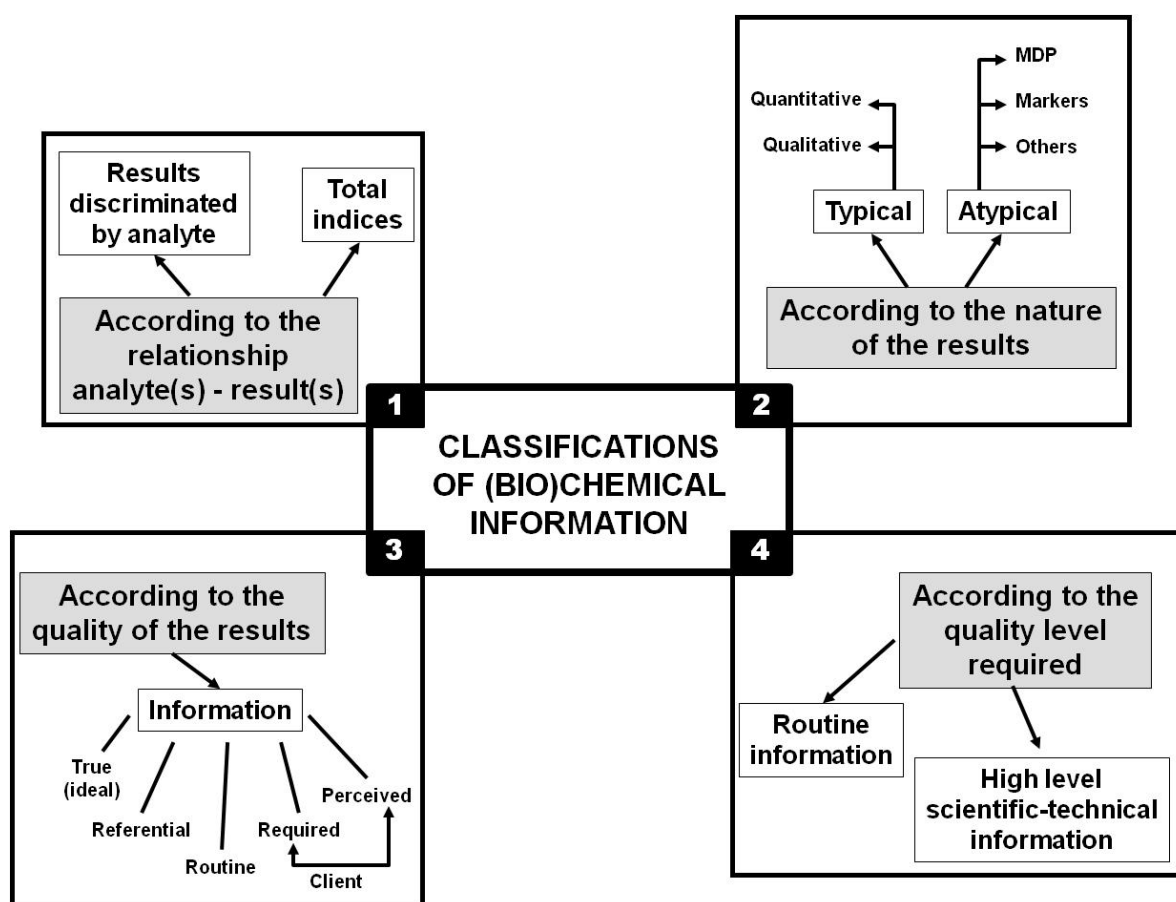 Results
discriminated
by analyte
Total
indices
According to the
relationship
analyte(s) - result(s)
1
MDP
Quantitative
Markers
Qualitative
Others
Typical
Atypical
According to the nature
of the results
2
CLASSIFICATIONS
OF (BIO)CHEMICAL
INFORMATION
3
According to the
quality of the results
Information
True
(ideal)
Referential
Routine
Required
Perceived
Client
4
According to the
quality level
required
Routine
information
High level
scientific-technical
information